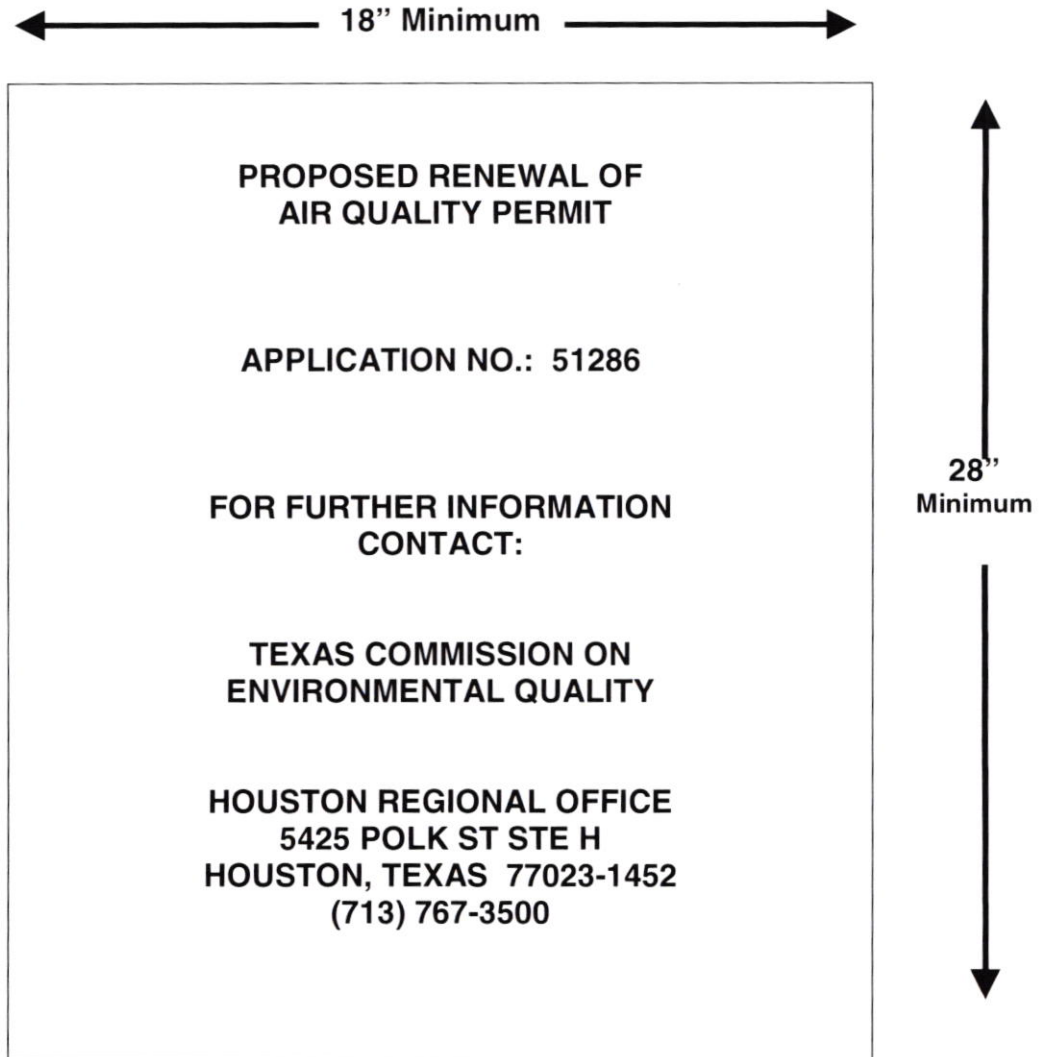 18” Minimum
PROPOSED RENEWAL OF
AIR QUALITY PERMIT
APPLICATION NO.: 51286
FOR FURTHER INFORMATION
CONTACT:
TEXAS COMMISSION ON
ENVIRONMENTAL QUALITY
HOUSTON REGIONAL OFFICE
5425 POLK ST STE H
HOUSTON, TEXAS 77023-1452
(713) 767-3500
28”
Minimum